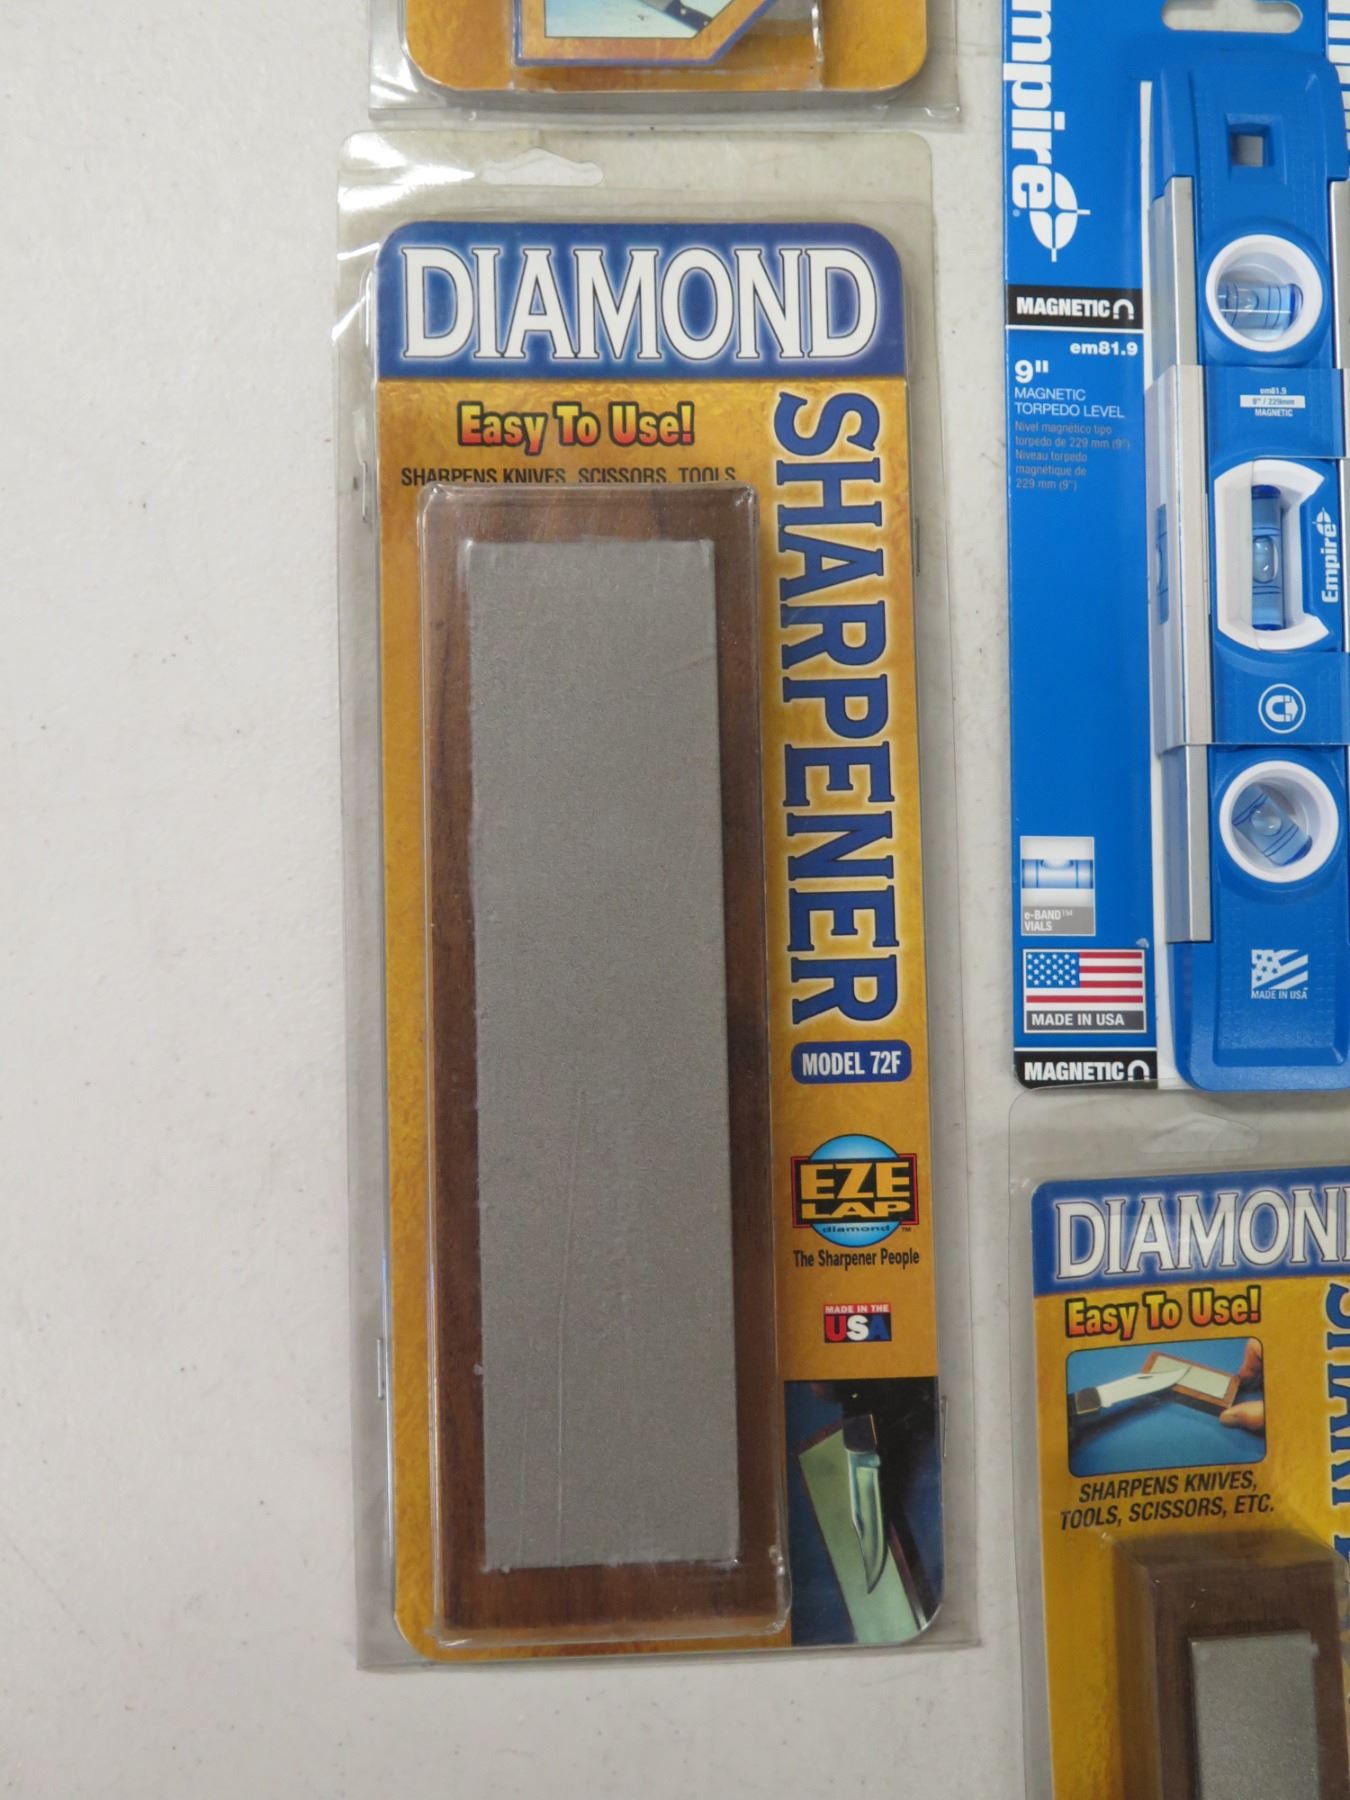 DIAMOND
Easy To Use!
SHARPENS KNIVES, SCISSORS, TOOLS
SHARPENER
MODEL 72F
EZE
LAP
diamond™
The Sharpener People
MADE IN THE
USA
mpire®
MAGNETIC
em81.9
9"
MAGNETIC
TORPEDO LEVEL
Nivel magnético tipo
torpedo de 229 mm (9")
Niveau torpedo
magnétique de
229 mm (9")
e-BAND™
VIALS
MADE IN USA
MAGNETIC
em81.9
9" / 229mm
MAGNETIC
Empire
MADE IN USA
DIAMON
Easy To Use!
SHARPENS KNIVES,
TOOLS, SCISSORS, ETC.